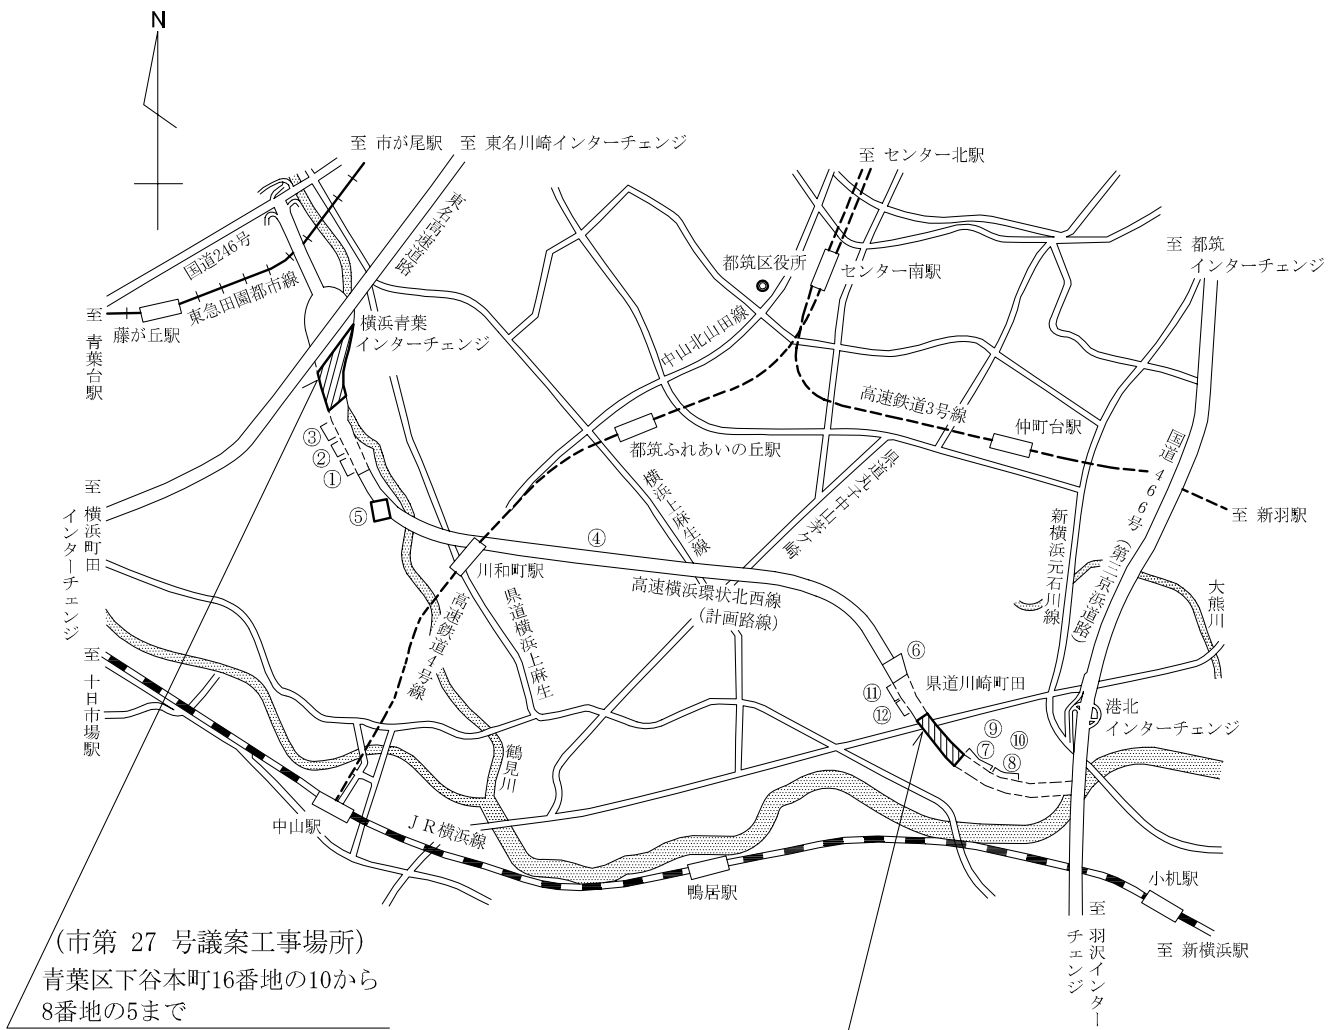 N
至 市が尾駅
至 東名川崎インターチェンジ
至 センター北駅
東名高速道路
国道246号
東急田園都市線
藤が丘駅
至 青葉台駅
横浜青葉
インターチェンジ
都筑区役所
センター南駅
至 都筑
インターチェンジ
中山北山田線
高速鉄道3号線
仲町台駅
都筑ふれあいの丘駅
③
②
①
⑤
④
至 横浜町田
インターチェンジ
横浜上麻生線
県道丸子中山茅ケ崎
国道466号(第三京浜道路)
至 新羽駅
新横浜元石川線
川和町駅
高速横浜環状北西線
(計画路線)
大熊川
高速鉄道4号線
県道横浜上麻生
至 十日市場駅
⑥
⑪
⑫
県道川崎町田
港北
インターチェンジ
⑨
⑩
⑦
⑧
鶴見川
中山駅
JR横浜線
鴨居駅
小机駅
至 新横浜駅
至 羽沢インター
チェンジ
(市第 27 号議案工事場所)
青葉区下谷本町16番地の10から
8番地の5まで